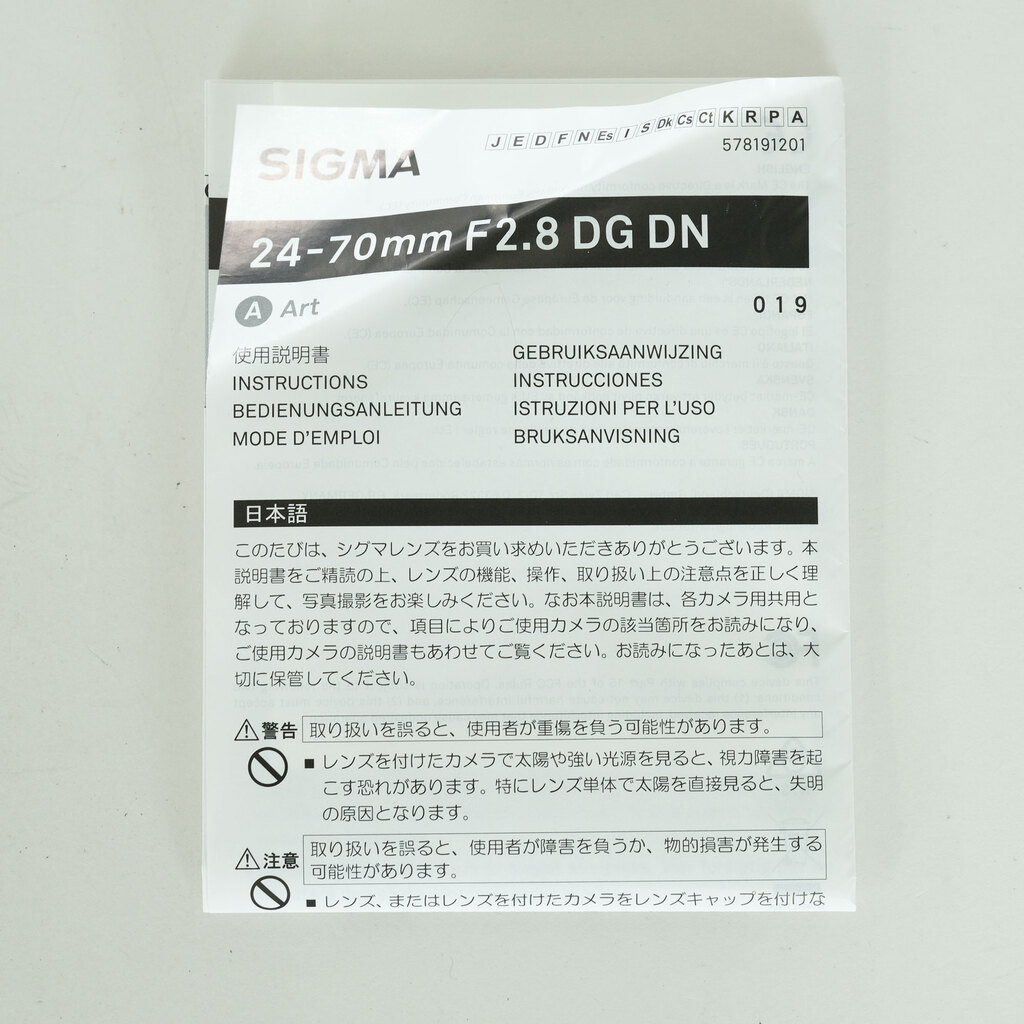 J E D F N Es I S Dk Cs Ct K R P A
578191201
SIGMA
24-70mm F2.8 DG DN
A Art
019
使用説明書
INSTRUCTIONS
BEDIENUNGSANLEITUNG
MODE D'EMPLOI
GEBRUIKSAANWIJZING
INSTRUCCIONES
ISTRUZIONI PER L'USO
BRUKSANVISNING
日本語
このたびは、シグマレンズをお買い求めいただきありがとうございます。本
説明書をご精読の上、レンズの機能、操作、取り扱い上の注意点を正しく理
解して、写真撮影をお楽しみください。なお本説明書は、各カメラ用共用と
なっておりますので、項目によりご使用カメラの該当箇所をお読みになり、
ご使用カメラの説明書もあわせてご覧ください。お読みになったあとは、大
切に保管してください。
警告 取り扱いを誤ると、使用者が重傷を負う可能性があります。
■ レンズを付けたカメラで太陽や強い光源を見ると、視力障害を起
こす恐れがあります。特にレンズ単体で太陽を直接見ると、失明
の原因となります。
注意 取り扱いを誤ると、使用者が障害を負うか、物的損害が発生する
可能性があります。
■ レンズ、またはレンズを付けたカメラをレンズキャップを付けな